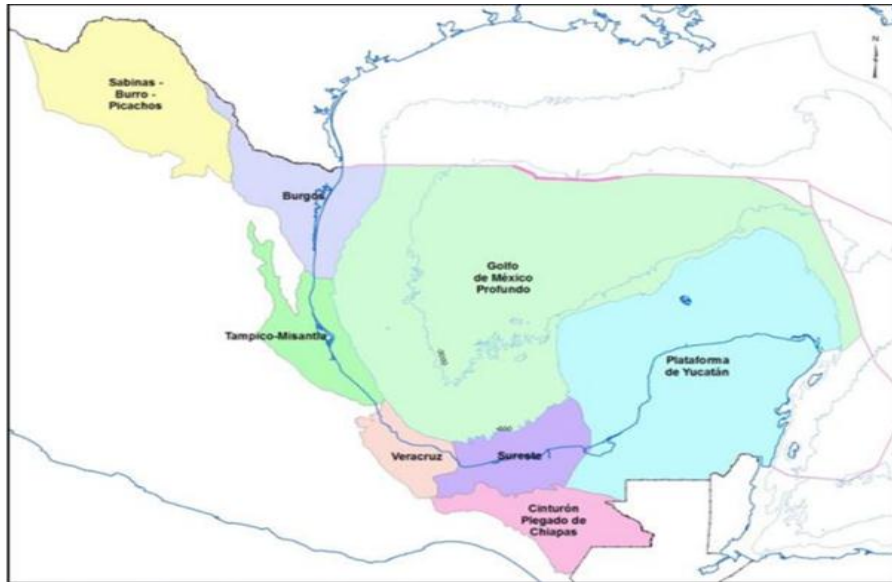 N
Sabinas -
Burro -
Picachos
Burgos
Golfo
de México
Profundo
Tampico-Misantla
Plataforma
de Yucatán
Veracruz
Sureste
Cinturón
Plegado de
Chiapas